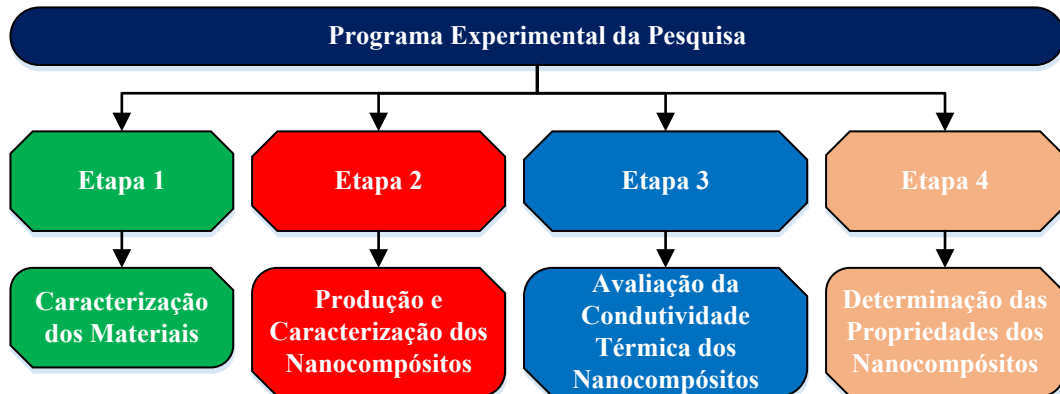 Programa Experimental da Pesquisa
Etapa 1
Etapa 2
Etapa 3
Etapa 4
Caracterização
dos Materiais
Produção e
Caracterização dos
Nanocompósitos
Avaliação da
Condutividade
Térmica dos
Nanocompósitos
Determinação das
Propriedades dos
Nanocompósitos